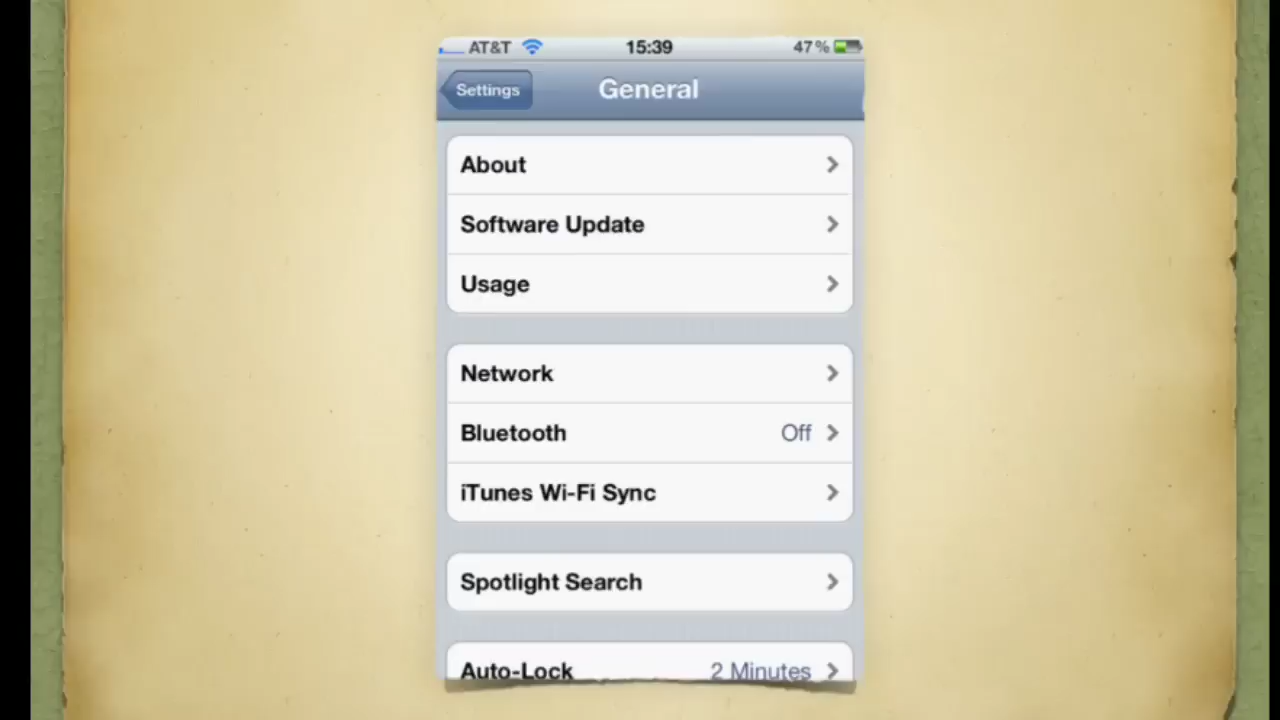 AT&T 15:39 47%
Settings General
About
Software Update
Usage
Network
Bluetooth Off
iTunes Wi-Fi Sync
Spotlight Search
Auto-Lock 2 Minutes